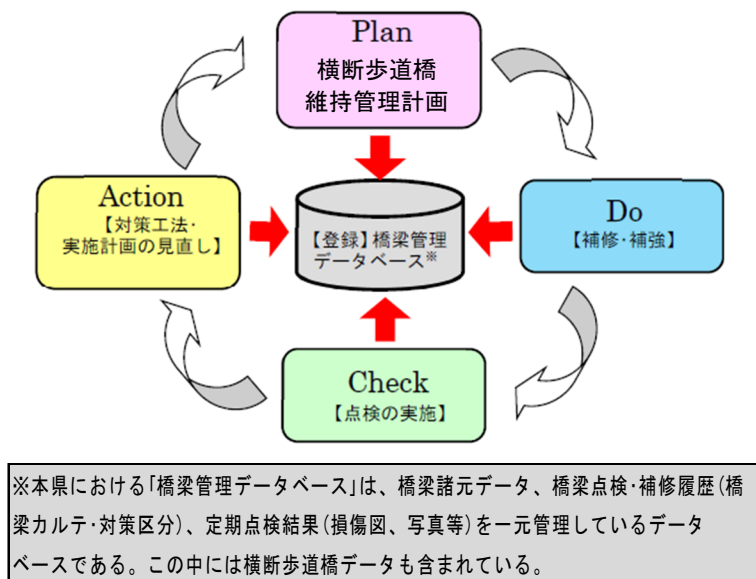 Plan
横断歩道橋
維持管理計画
Action
【対策工法・
実施計画の見直し】
【登録】橋梁管理
データベース※
Do
【補修・補強】
Check
【点検の実施】
※本県における｢橋梁管理データベース｣は、橋梁諸元データ、橋梁点検・補修履歴(橋
梁カルテ・対策区分)、定期点検結果(損傷図、写真等)を一元管理しているデータ
ベースである。この中には横断歩道橋データも含まれている。